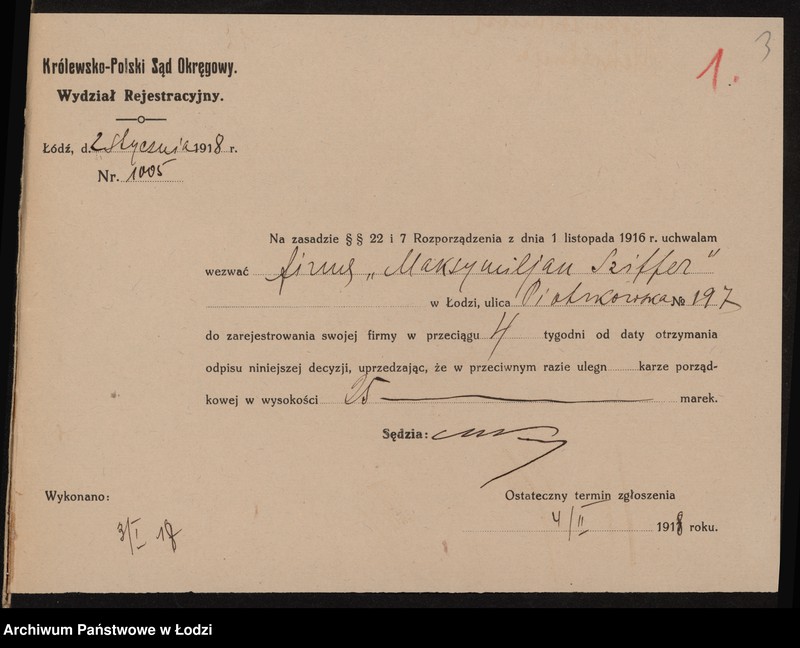 3
1.
Królewsko-Polski Sąd Okręgowy.
Wydział Rejestracyjny.
Łódź, d. 2 Stycznia 1918 r.
Nr. 1005
Na zasadzie § § 22 i 7 Rozporządzenia z dnia 1 listopada 1916 r. uchwalam
wezwać firmę „Maksymiljan Sziffer”
w Łodzi, ulica Piotrkowska № 197
do zarejestrowania swojej firmy w przeciągu 4 tygodni od daty otrzymania
odpisu niniejszej decyzji, uprzedzając, że w przeciwnym razie ulegn karze porząd-
kowej w wysokości 25 marek.
Sędzia:
Wykonano:
Ostateczny termin zgłoszenia
3/I 18
4/II 1918 roku.
Archiwum Państwowe w Łodzi